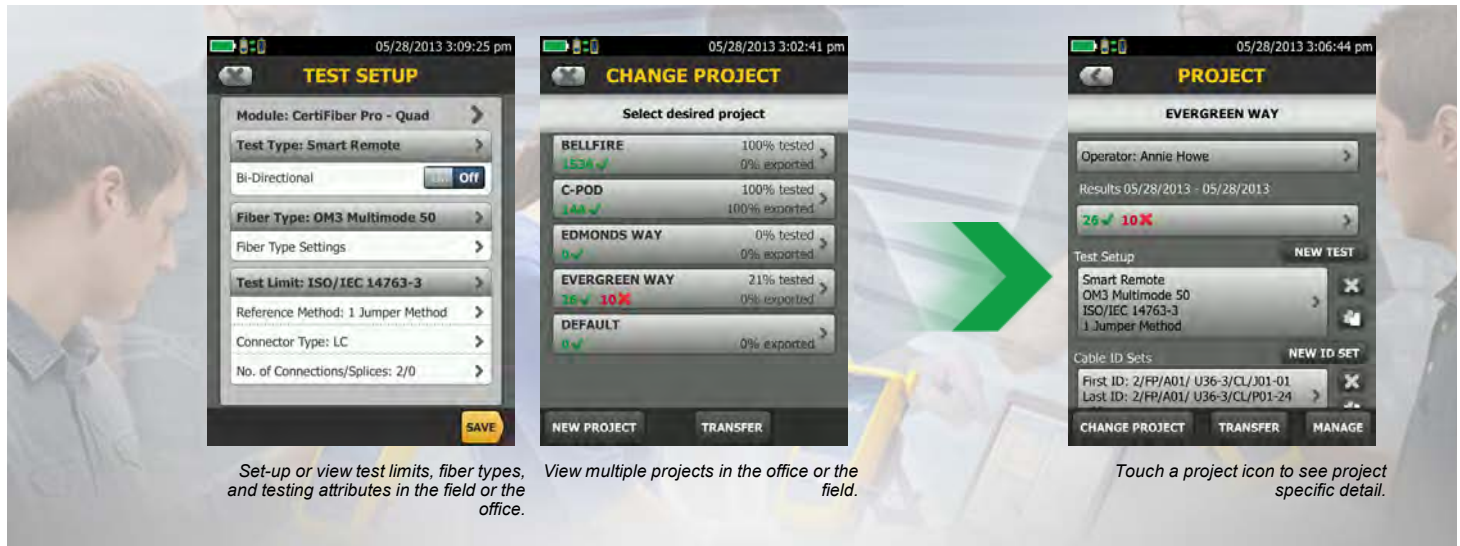 05/28/2013 3:09:25 pm
TEST SETUP
Module: CertiFiber Pro - Quad
Test Type: Smart Remote
Bi-Directional
Off
Fiber Type: OM3 Multimode 50
Fiber Type Settings
Test Limit: ISO/IEC 14763-3
Reference Method: 1 Jumper Method
Connector Type: LC
No. of Connections/Splices: 2/0
SAVE
Set-up or view test limits, fiber types,
and testing attributes in the field or the
office.
05/28/2013 3:02:41 pm
CHANGE PROJECT
Select desired project
BELLFIRE 100% tested
1534 0% exported
C-POD 100% tested
144 100% exported
EDMONDS WAY 0% tested
0 0% exported
EVERGREEN WAY 21% tested
26 10 0% exported
DEFAULT
0 0% exported
NEW PROJECT TRANSFER
View multiple projects in the office or the
field.
05/28/2013 3:06:44 pm
PROJECT
EVERGREEN WAY
Operator: Annie Howe
Results 05/28/2013 - 05/28/2013
26 10
Test Setup NEW TEST
Smart Remote
OM3 Multimode 50
ISO/IEC 14763-3
1 Jumper Method
Cable ID Sets NEW ID SET
First ID: 2/FP/A01/ U36-3/CL/J01-01
Last ID: 2/FP/A01/ U36-3/CL/P01-24
CHANGE PROJECT TRANSFER MANAGE
Touch a project icon to see project
specific detail.